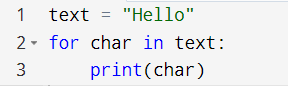 1 text = "Hello"
2 for char in text:
3     print(char)